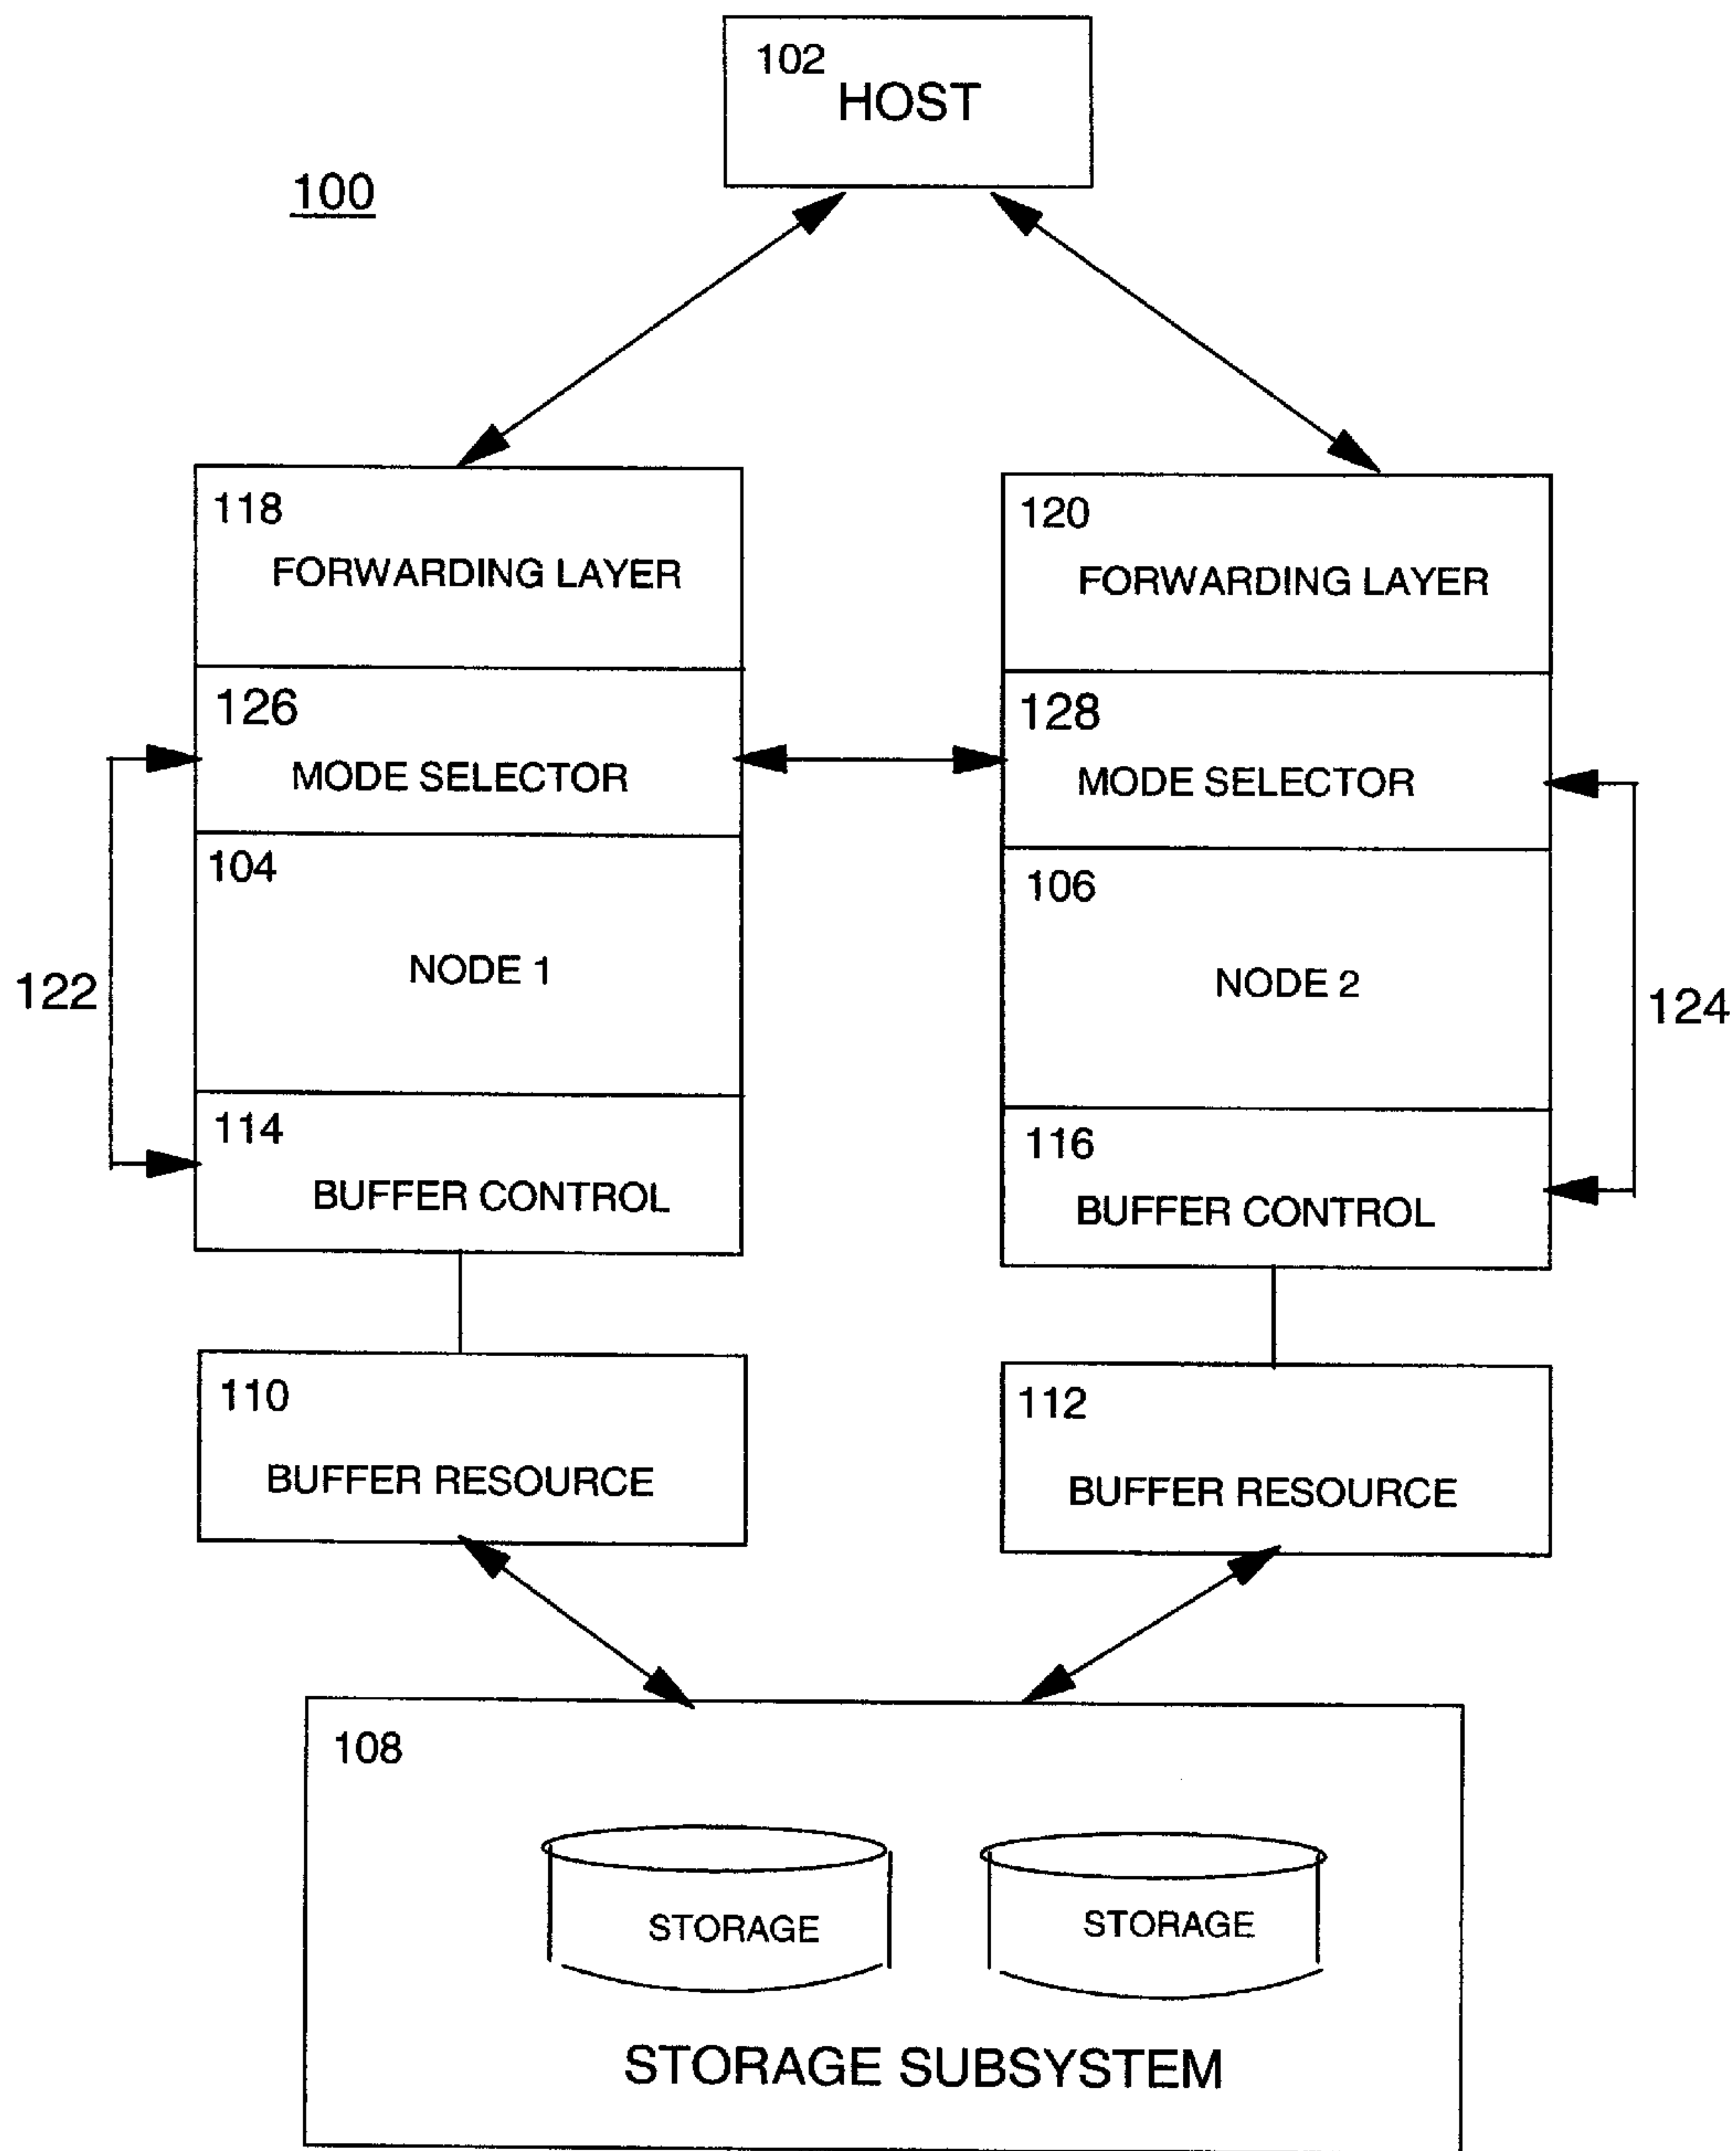 102
HOST
100
118
FORWARDING LAYER
120
FORWARDING LAYER
126
MODE SELECTOR
128
MODE SELECTOR
104
NODE 1
106
NODE 2
122
124
114
BUFFER CONTROL
116
BUFFER CONTROL
110
BUFFER RESOURCE
112
BUFFER RESOURCE
108
STORAGE
STORAGE
STORAGE SUBSYSTEM